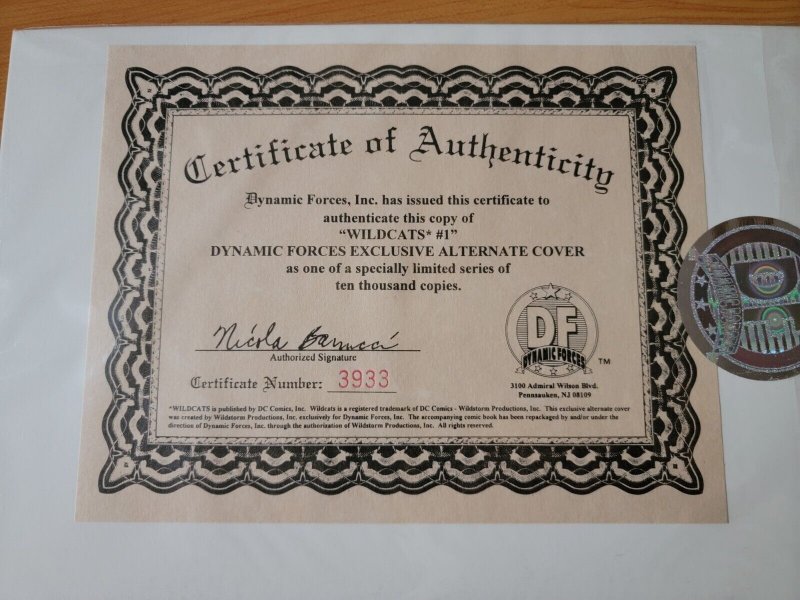 Certificate of Authenticity
Dynamic Forces, Inc. has issued this certificate to
authenticate this copy of
“WILDCATS* #1”
DYNAMIC FORCES EXCLUSIVE ALTERNATE COVER
as one of a specially limited series of
ten thousand copies.
Nicola Barrucci
Authorized Signature
Certificate Number: 3933
DF
DYNAMIC FORCES
TM
3100 Admiral Wilson Blvd.
Pennsauken, NJ 08109
*WILDCATS is published by DC Comics, Inc. Wildcats is a registered trademark of DC Comics - Wildstorm Productions, Inc. This exclusive alternate cover
was created by Wildstorm Productions, Inc. exclusively for Dynamic Forces, Inc. The accompanying comic book has been repackaged by and/or under the
direction of Dynamic Forces, Inc. through the authorization of Wildstorm Productions, Inc. All rights reserved.